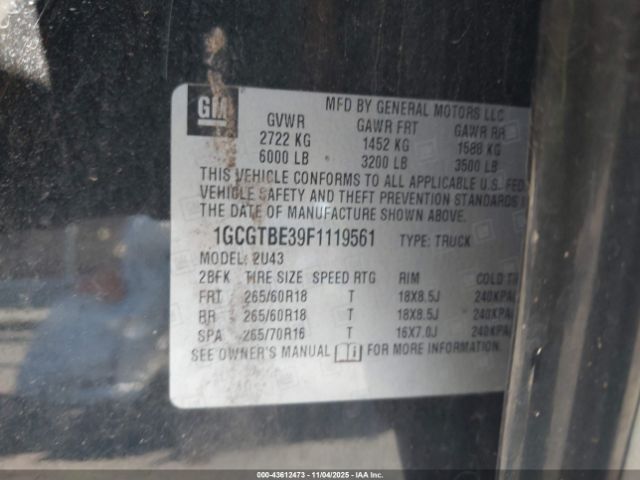 GM
MFD BY GENERAL MOTORS LLC
GVWR GAWR FRT GAWR RR
2722 KG 1452 KG 1588 KG
6000 LB 3200 LB 3500 LB
THIS VEHICLE CONFORMS TO ALL APPLICABLE U.S. FED
VEHICLE SAFETY AND THEFT PREVENTION STANDARDS
THE DATE OF MANUFACTURE SHOWN ABOVE.
1GCGTBE39F1119561 TYPE: TRUCK
MODEL: 2U43
2BFK TIRE SIZE SPEED RTG RIM COLD
FRT 265/60R18 T 18X8.5J 240KPA
RR 265/60R18 T 18X8.5J 240KPA
SPA 265/70R16 T 16X7.0J 240KPA
SEE OWNER'S MANUAL FOR MORE INFORMATION.
000-43612473 - 11/04/2025 - IAAI, Inc.